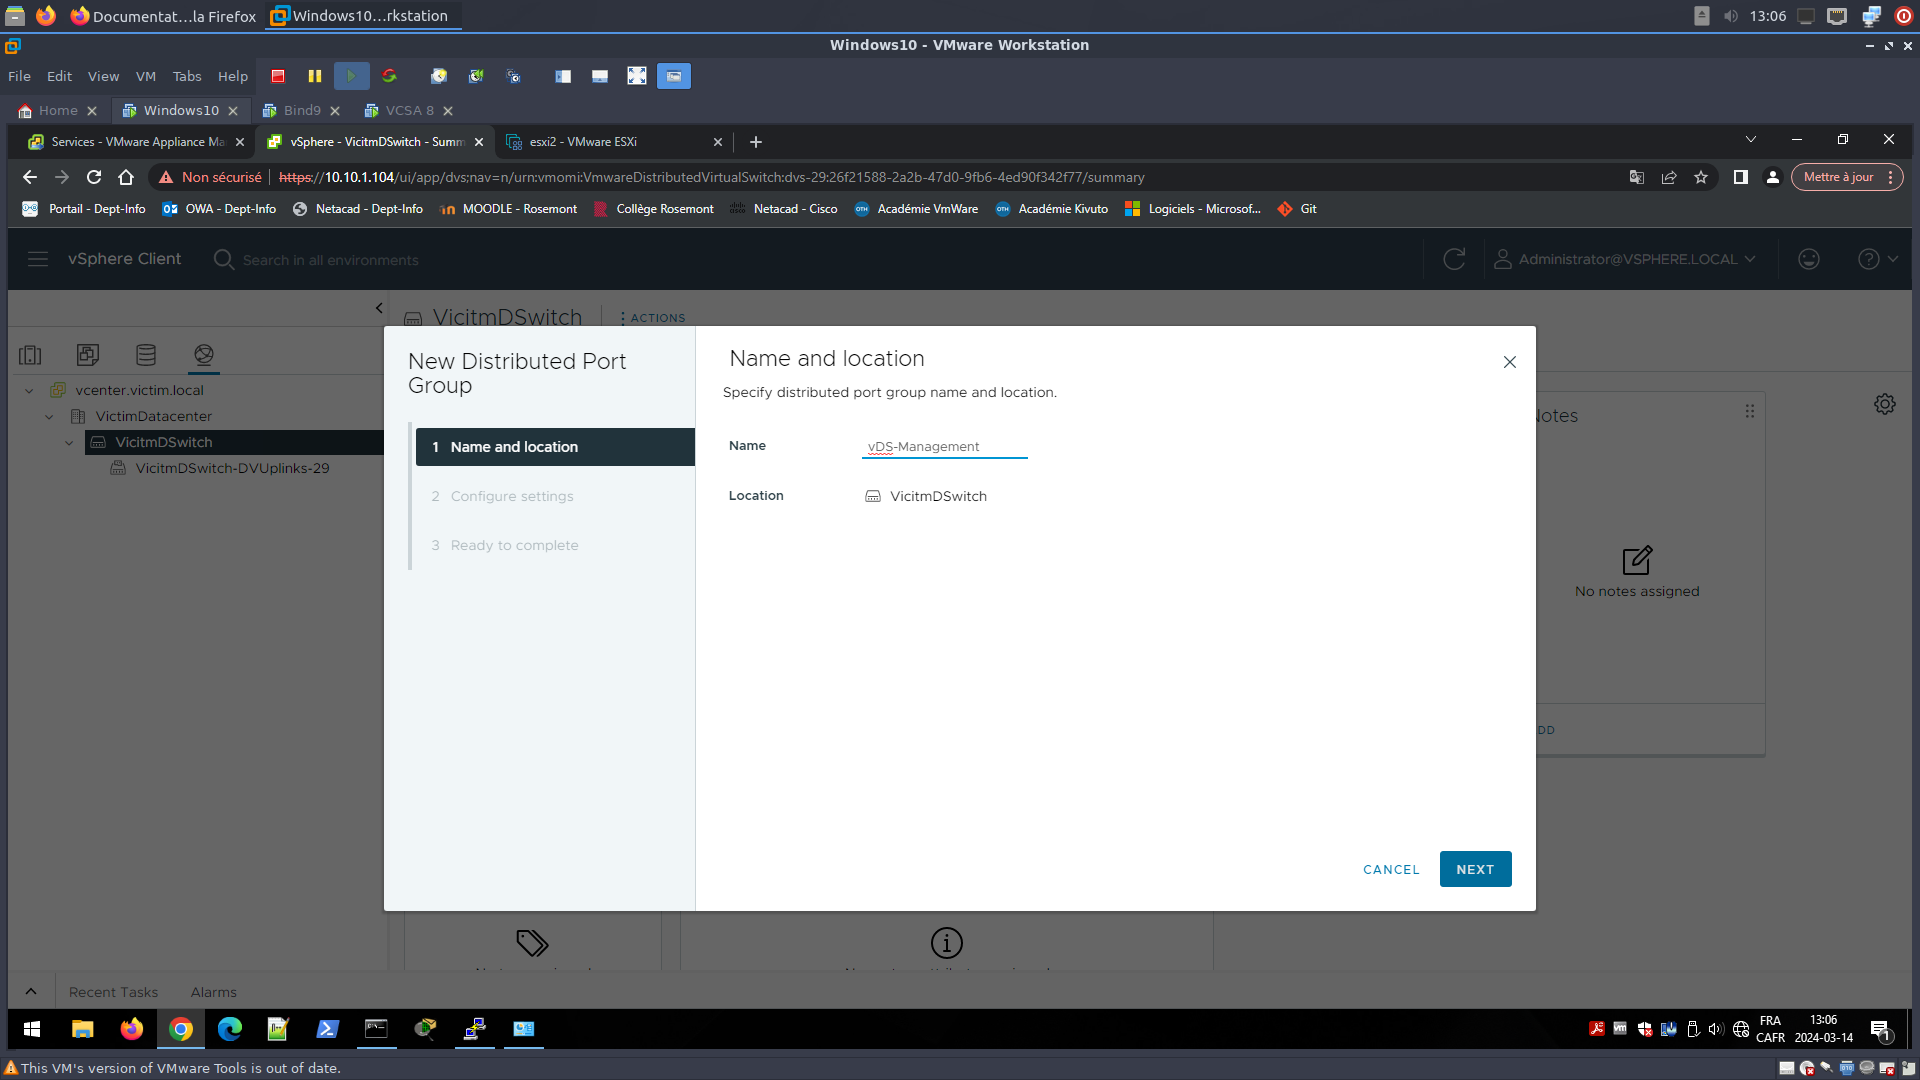 Documentat...la Firefox
Windows10...rkstation
13:06
Windows10 - VMware Workstation
File Edit View VM Tabs Help
Home
Windows10
Bind9
VCSA 8
Services - VMware Appliance Ma
vSphere - VicitmDSwitch - Summ
esxi2 - VMware ESXi
Non sécurisé
https://10.10.1.104/ui/app/dvs;nav=n/urn:vmomi:VmwareDistributedVirtualSwitch:dvs-29:26f21588-2a2b-47d0-9fb6-4ed90f342f77/summary
Mettre à jour
Portail - Dept-Info
OWA - Dept-Info
Netacad - Dept-Info
MOODLE - Rosemont
Collège Rosemont
Netacad - Cisco
Académie VmWare
Académie Kivuto
Logiciels - Microsof...
Git
vSphere Client
Search in all environments
Administrator@VSPHERE.LOCAL
VicitmDSwitch
ACTIONS
vcenter.victim.local
VictimDatacenter
VicitmDSwitch
VicitmDSwitch-DVUplinks-29
New Distributed Port
Group
1 Name and location
2 Configure settings
3 Ready to complete
Name and location
Specify distributed port group name and location.
Name
vDS-Management
Location
VicitmDSwitch
CANCEL
NEXT
Notes
No notes assigned
DD
Recent Tasks
Alarms
FRA
CAFR
13:06
2024-03-14
1
This VM's version of VMware Tools is out of date.